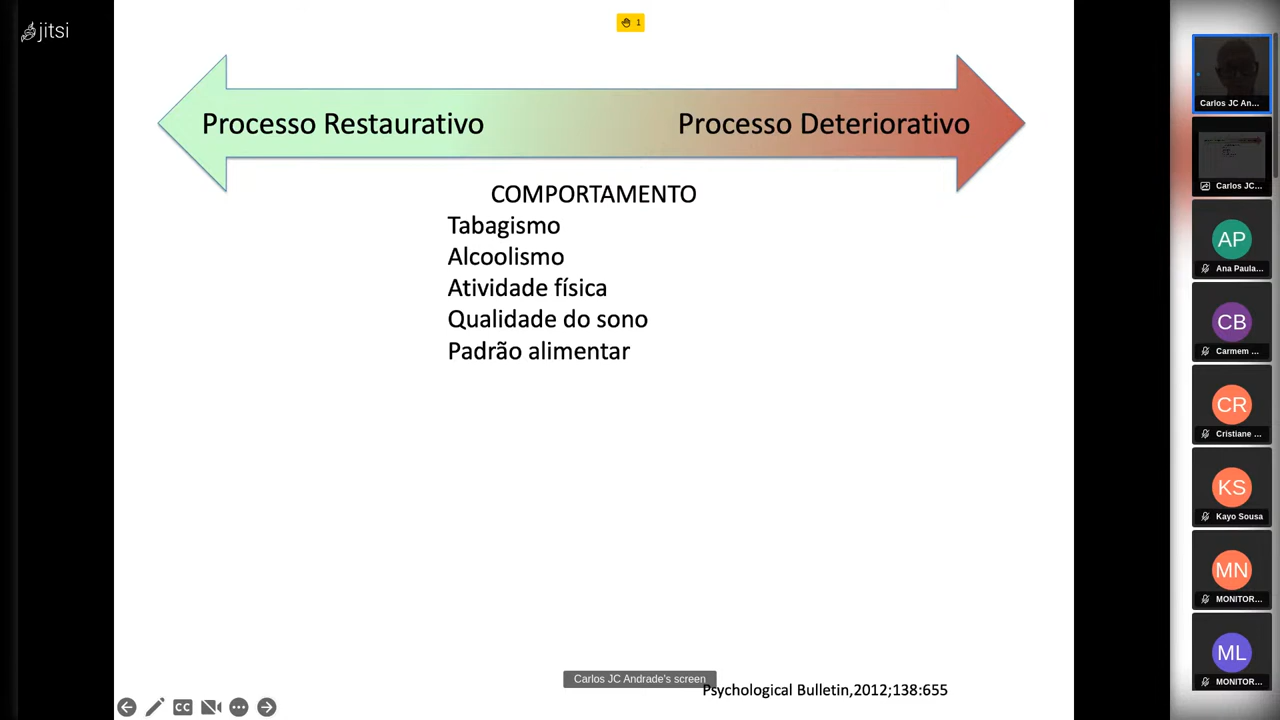 jitsi
1
Processo Restaurativo
Processo Deteriorativo
COMPORTAMENTO
Tabagismo
Alcoolismo
Atividade física
Qualidade do sono
Padrão alimentar
Carlos JC Andrade's screen
Psychological Bulletin,2012;138:655
CC
Carlos JC An...
Carlos JC...
AP
Ana Paula...
CB
Carmem ...
CR
Cristiane ...
KS
Kayo Sousa
MN
MONITOR...
ML
MONITOR...